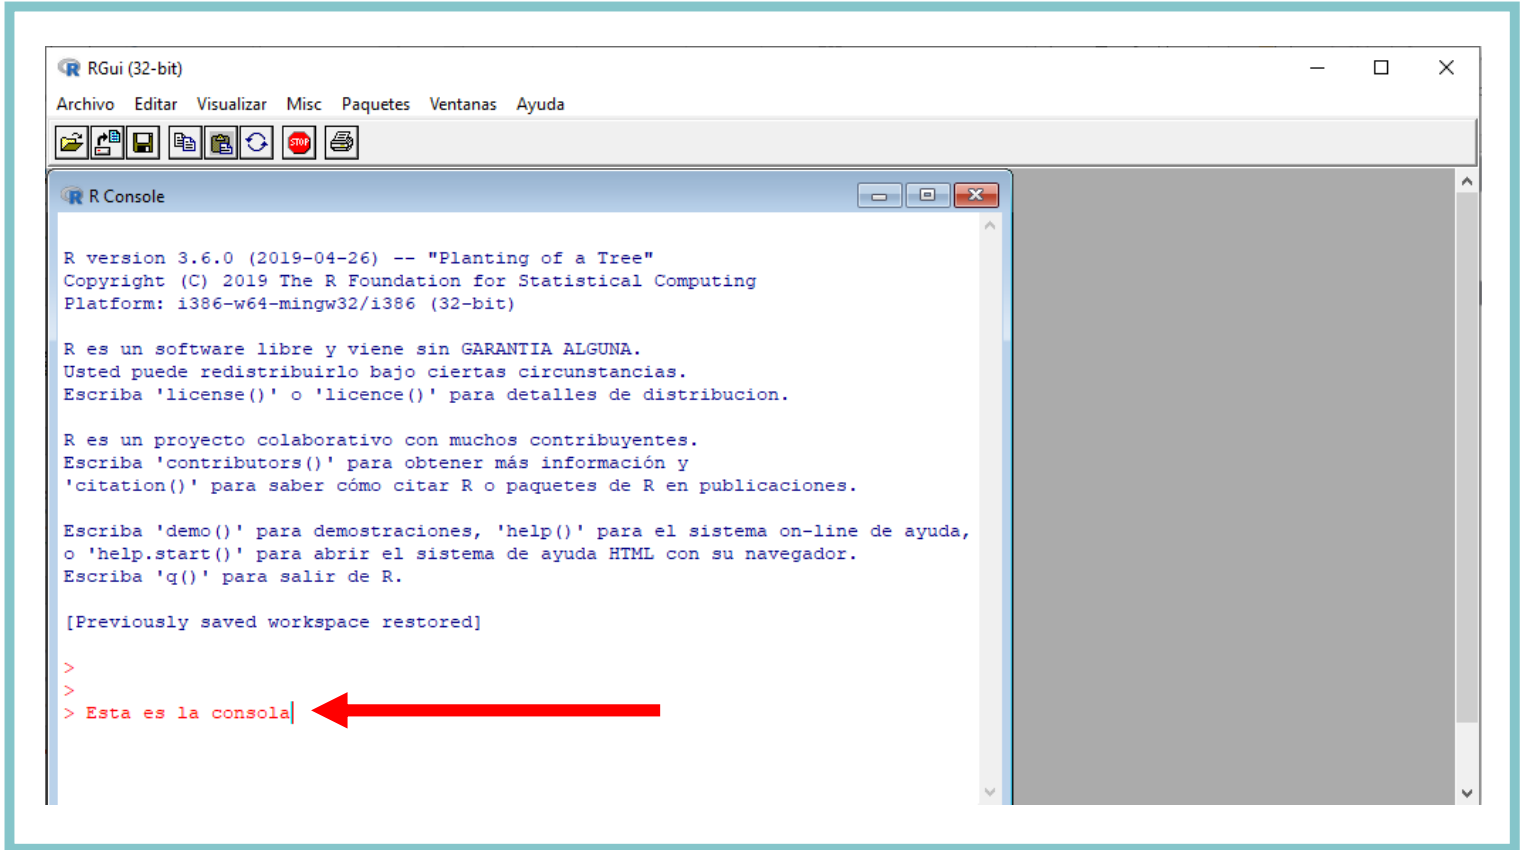 RGui (32-bit)
Archivo Editar Visualizar Misc Paquetes Ventanas Ayuda
STOP
R Console
R version 3.6.0 (2019-04-26) -- "Planting of a Tree"
Copyright (C) 2019 The R Foundation for Statistical Computing
Platform: i386-w64-mingw32/i386 (32-bit)
R es un software libre y viene sin GARANTIA ALGUNA.
Usted puede redistribuirlo bajo ciertas circunstancias.
Escriba 'license()' o 'licence()' para detalles de distribucion.
R es un proyecto colaborativo con muchos contribuyentes.
Escriba 'contributors()' para obtener más información y
'citation()' para saber cómo citar R o paquetes de R en publicaciones.
Escriba 'demo()' para demostraciones, 'help()' para el sistema on-line de ayuda,
o 'help.start()' para abrir el sistema de ayuda HTML con su navegador.
Escriba 'q()' para salir de R.
[Previously saved workspace restored]
>
>
> Esta es la consola